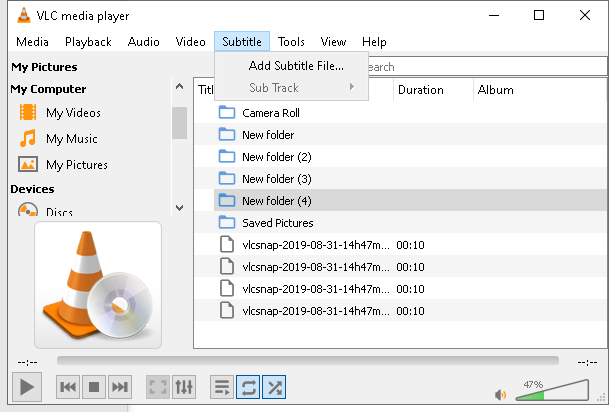 VLC media player
Media Playback Audio Video Subtitle Tools View Help
Add Subtitle File...
Sub Track
My Pictures
My Computer
My Videos
My Music
My Pictures
Devices
Discs
earch
Titl Duration Album
Camera Roll
New folder
New folder (2)
New folder (3)
New folder (4)
Saved Pictures
vlcsnap-2019-08-31-14h47m... 00:10
vlcsnap-2019-08-31-14h47m... 00:10
vlcsnap-2019-08-31-14h47m... 00:10
vlcsnap-2019-08-31-14h47m... 00:10
--:-- --:--
47%